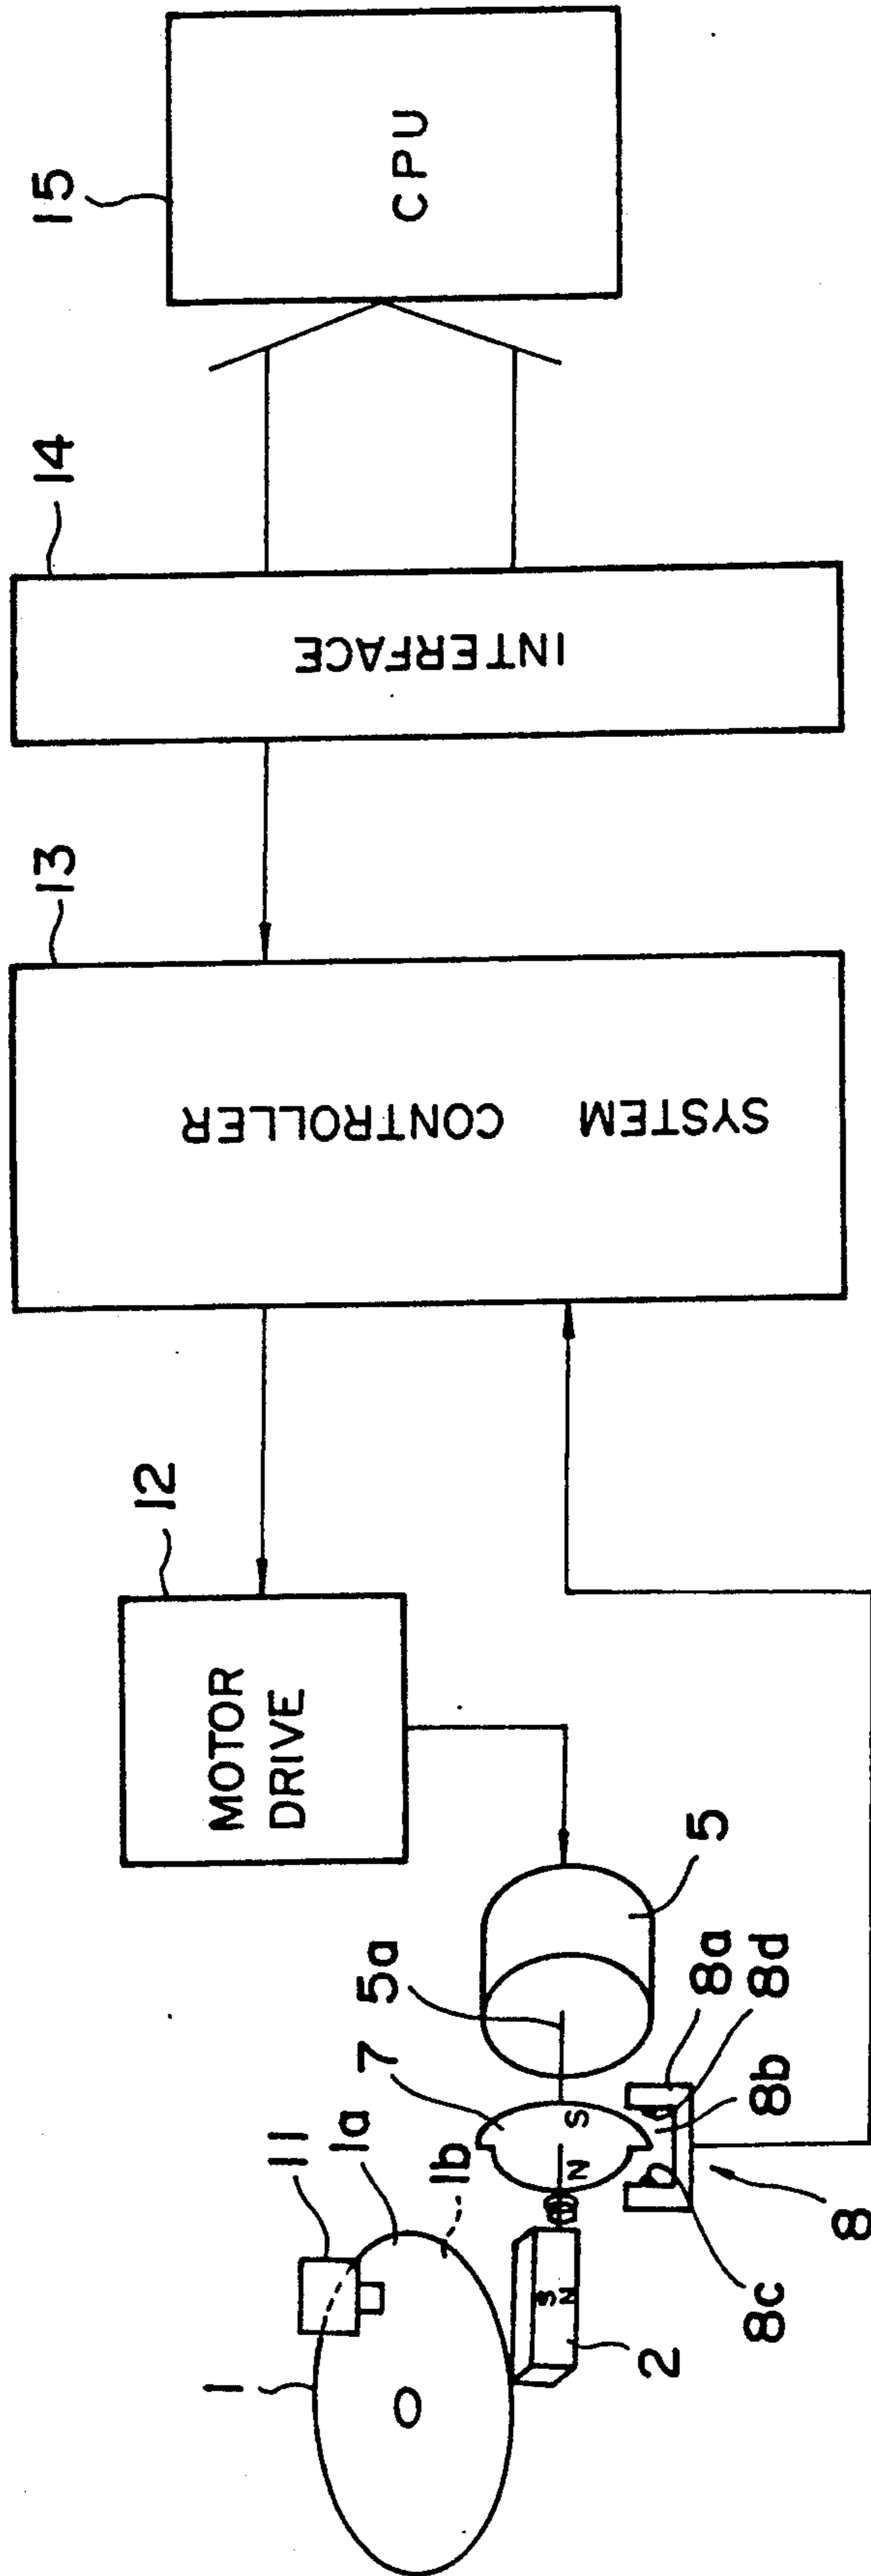 15
CPU
14
INTERFACE
13
SYSTEM CONTROLLER
12
MOTOR
DRIVE
5
5a
7
S
N
8a
8d
8b
8
8c
11
1a
1b
1
S
N
2